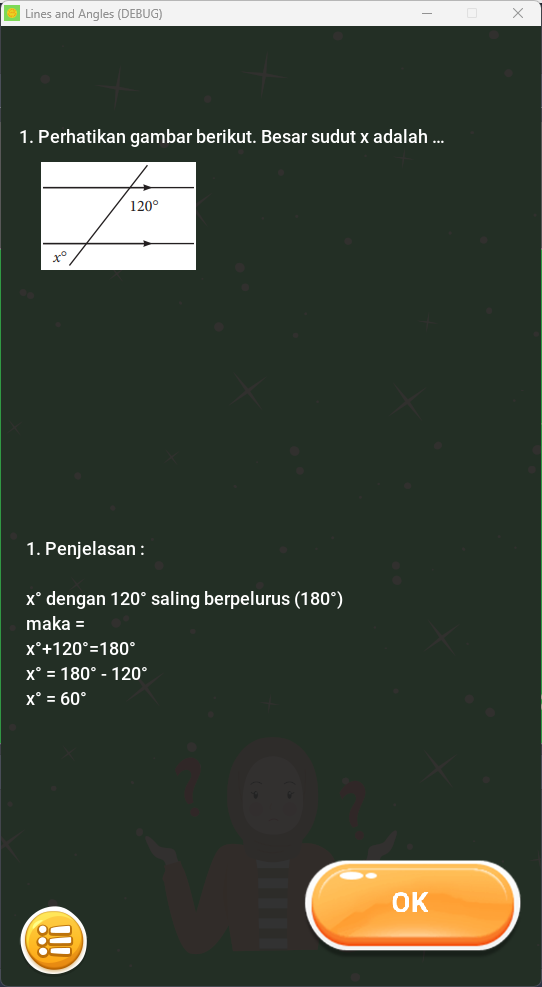 Lines and Angles (DEBUG)
1. Perhatikan gambar berikut. Besar sudut x adalah ...
120°
x°
1. Penjelasan :
x° dengan 120° saling berpelurus (180°)
maka =
x°+120°=180°
x° = 180° - 120°
x° = 60°
OK